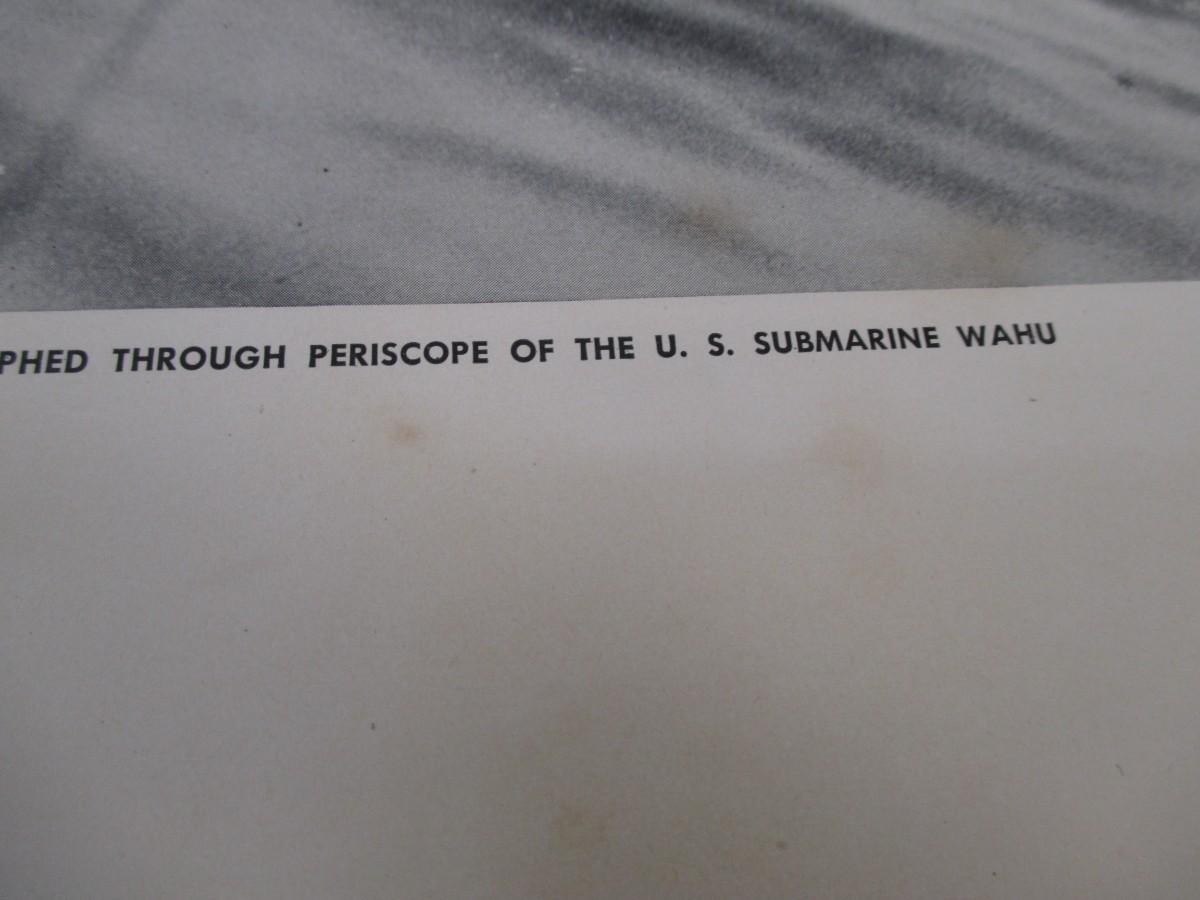 PHED THROUGH PERISCOPE OF THE U. S. SUBMARINE WAHU